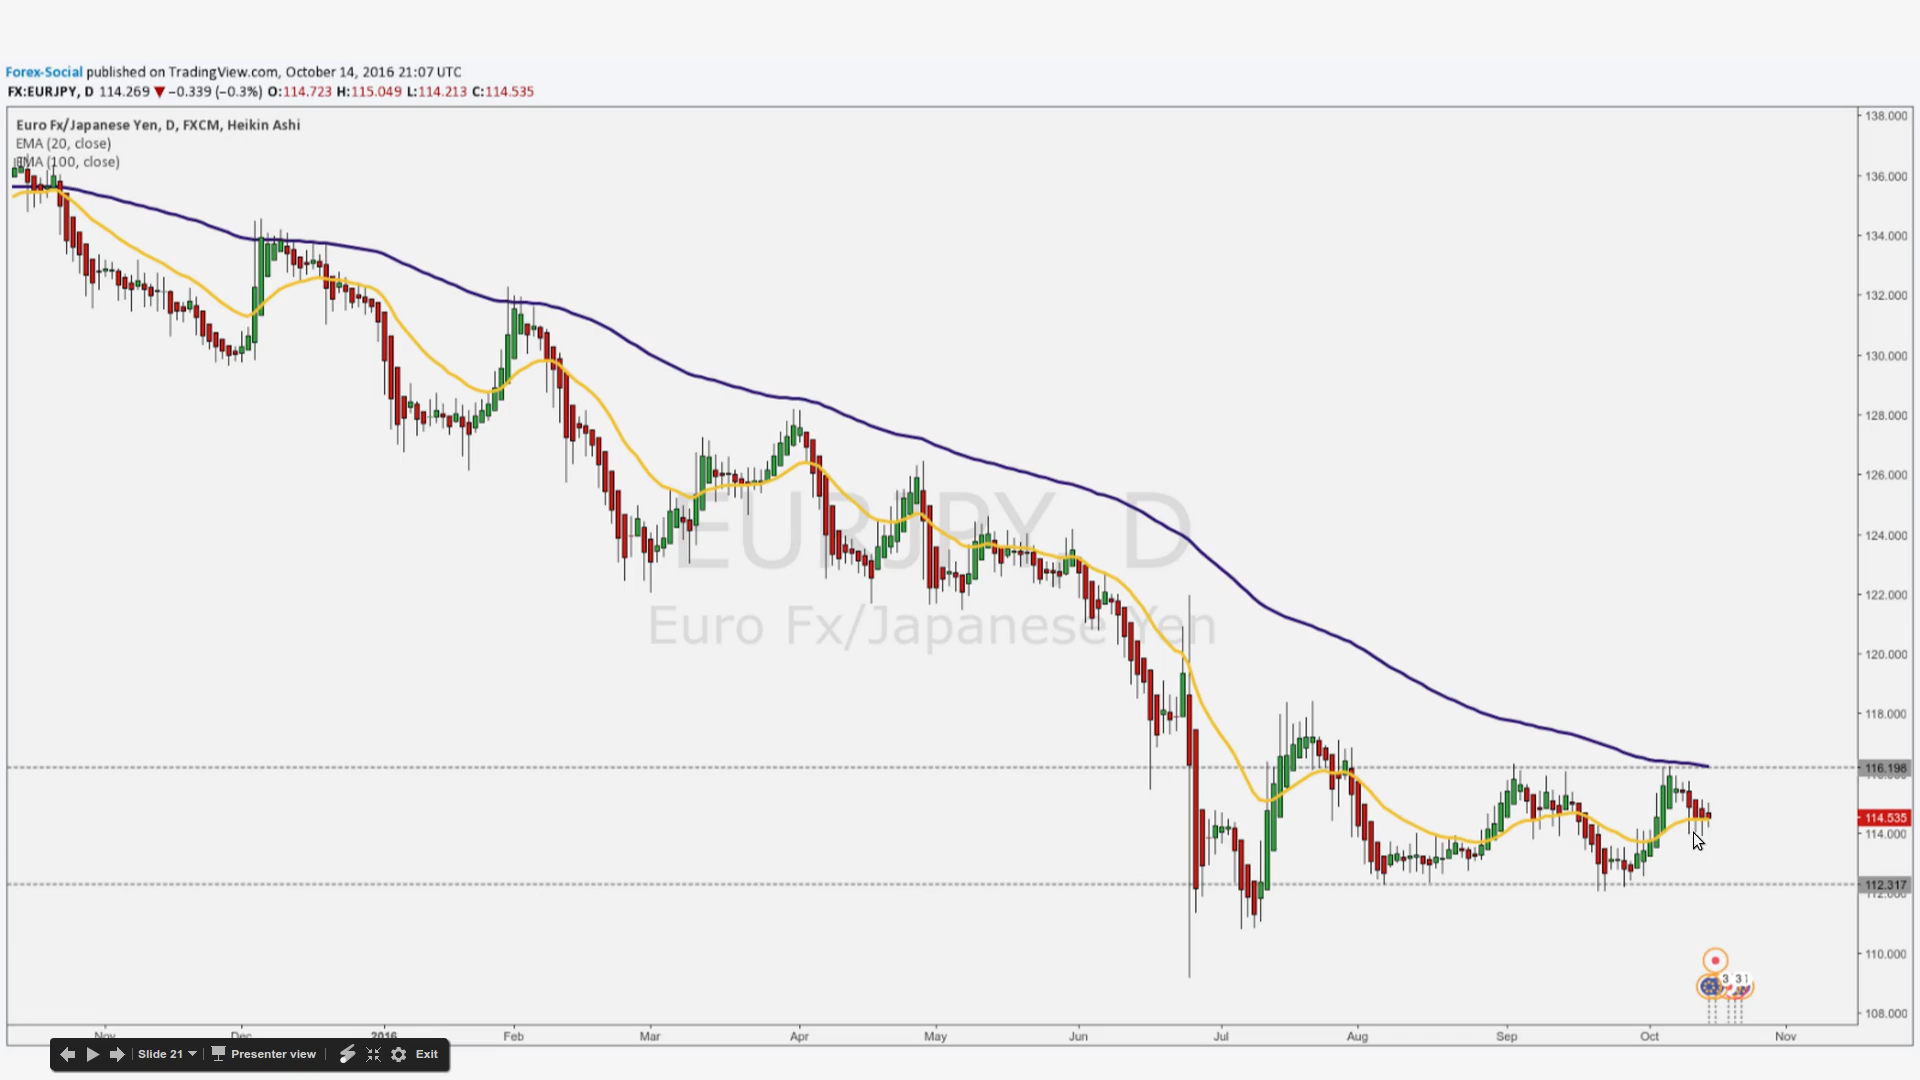 Forex-Social published on TradingView.com, October 14, 2016 21:07 UTC
FX:EURJPY, D 114.269 ▼ −0.339 (−0.3%) O:114.723 H:115.049 L:114.213 C:114.535
Euro Fx/Japanese Yen, D, FXCM, Heikin Ashi
EMA (20, close)
EMA (100, close)
138.000
136.000
134.000
132.000
130.000
128.000
126.000
EURJPY, D
124.000
122.000
Euro Fx/Japanese Yen
120.000
118.000
116.198
114.535
114.000
112.317
112.000
110.000
3 31
108.000
Nov Dec 2016 Feb Mar Apr May Jun Jul Aug Sep Oct Nov
Slide 21 Presenter view Exit